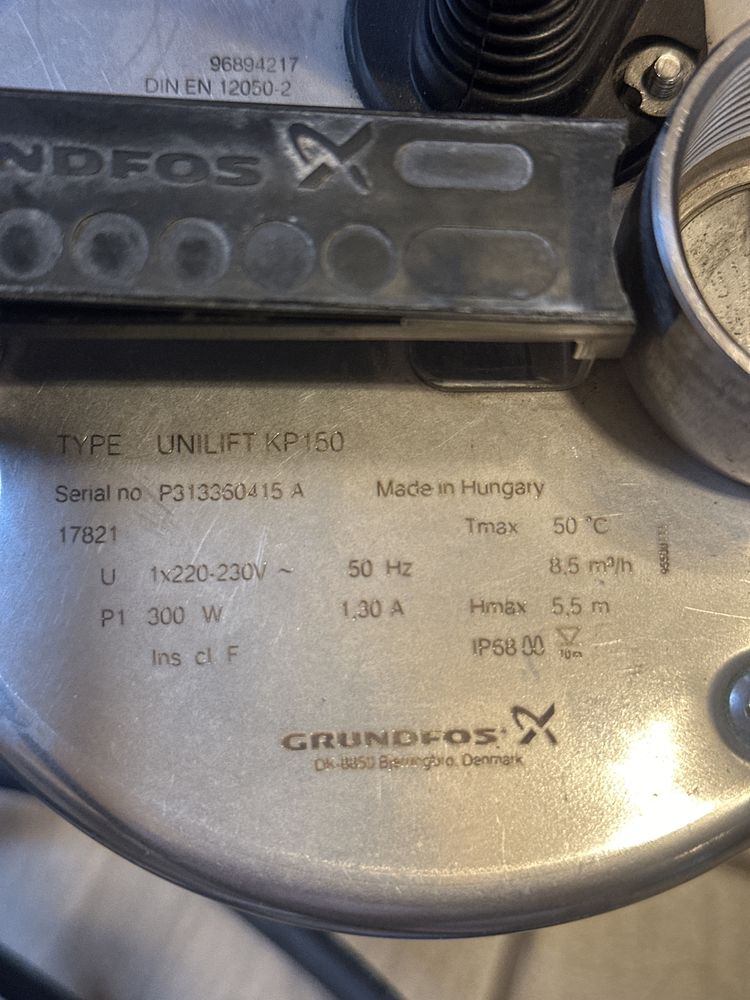 96894217
DIN EN 12050-2
NDFOS
TYPE UNILIFT KP150
Serial no P313350415 A Made in Hungary
17821 Tmax 50 °C
U 1x220-230V ~ 50 Hz 8,5 m³/h
P1 300 W 1,30 A Hmax 5,5 m
Ins cl F IP68 10m
GRUNDFOS
DK-8850 Bjerringbro, Denmark